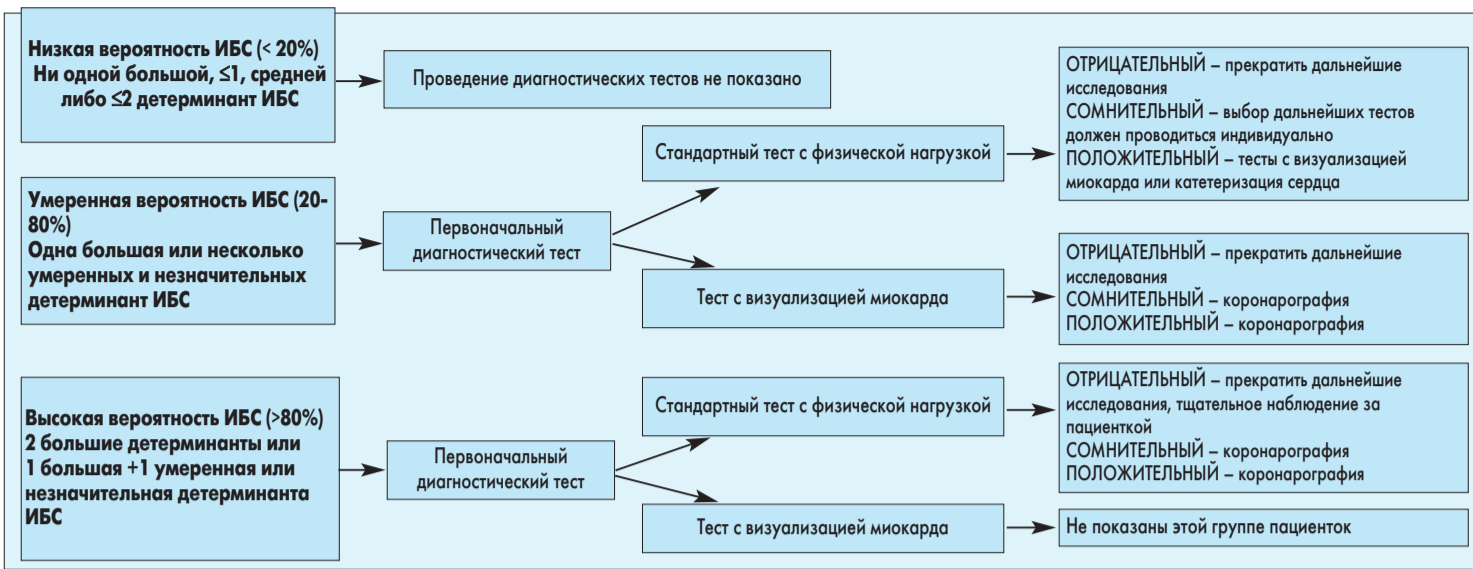 Низкая вероятность ИБС (< 20%)
Ни одной большой, ≤1, средней
либо ≤2 детерминант ИБС
Проведение диагностических тестов не показано
Умеренная вероятность ИБС (20-
80%)
Одна большая или несколько
умеренных и незначительных
детерминант ИБС
Первоначальный
диагностический тест
Стандартный тест с физической нагрузкой
ОТРИЦАТЕЛЬНЫЙ – прекратить дальнейшие
исследования
СОМНИТЕЛЬНЫЙ – выбор дальнейших тестов
должен проводиться индивидуально
ПОЛОЖИТЕЛЬНЫЙ – тесты с визуализацией
миокарда или катетеризация сердца
Тест с визуализацией миокарда
ОТРИЦАТЕЛЬНЫЙ – прекратить дальнейшие
исследования
СОМНИТЕЛЬНЫЙ – коронарография
ПОЛОЖИТЕЛЬНЫЙ – коронарография
Высокая вероятность ИБС (>80%)
2 большие детерминанты или
1 большая +1 умеренная или
незначительная детерминанта
ИБС
Первоначальный
диагностический тест
Стандартный тест с физической нагрузкой
ОТРИЦАТЕЛЬНЫЙ – прекратить дальнейшие
исследования, тщательное наблюдение за
пациенткой
СОМНИТЕЛЬНЫЙ – коронарография
ПОЛОЖИТЕЛЬНЫЙ – коронарография
Тест с визуализацией миокарда
Не показаны этой группе пациенток